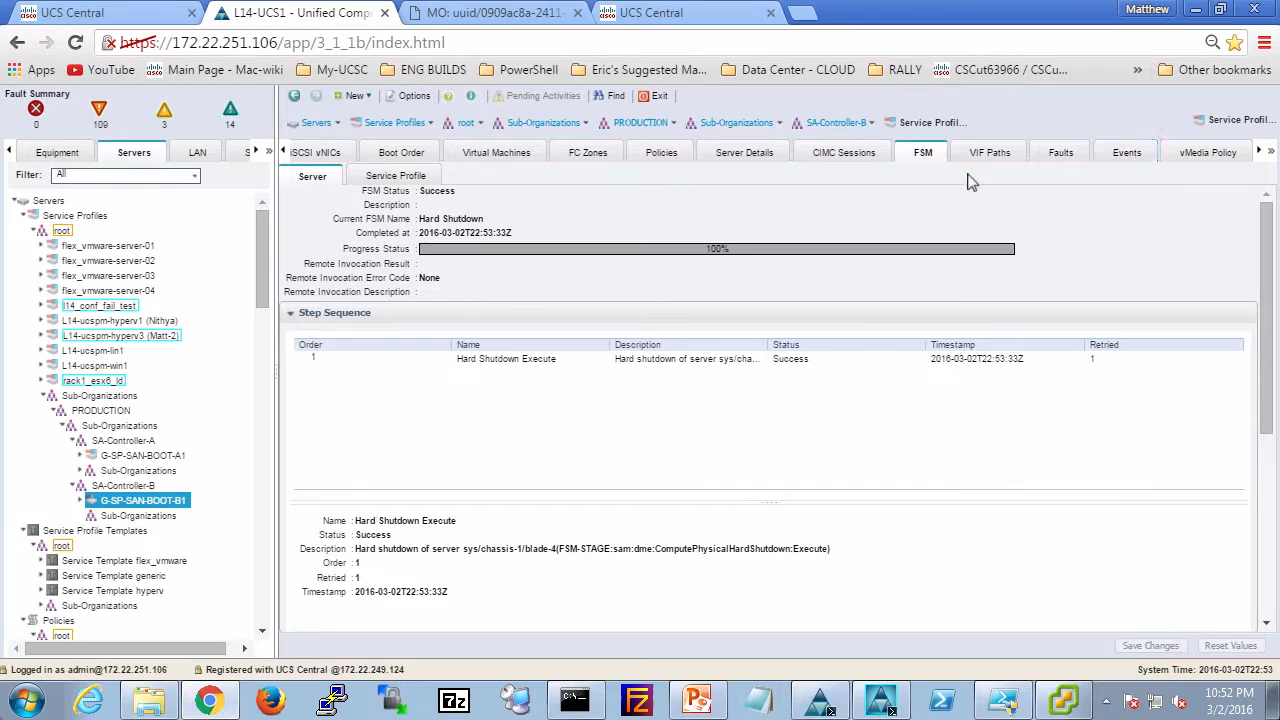 UCS Central
L14-UCS1 - Unified Comp
MO: uuid/0909ac8a-2411-
UCS Central
Matthew
https://172.22.251.106/app/3_1_1b/index.html
Apps
YouTube
Main Page - Mac-wiki
My-UCSC
ENG BUILDS
PowerShell
Eric's Suggested Ma...
Data Center - CLOUD
RALLY
CSCut63966 / CSCu...
»
Other bookmarks
Fault Summary
0
109
3
14
New
Options
Pending Activities
Find
Exit
Servers
Service Profiles
root
Sub-Organizations
PRODUCTION
Sub-Organizations
SA-Controller-B
Service Profil...
Service Profil...
Equipment
Servers
LAN
S
»
iSCSI vNICs
Boot Order
Virtual Machines
FC Zones
Policies
Server Details
CIMC Sessions
FSM
VIF Paths
Faults
Events
vMedia Policy
»
Filter: All
Server
Service Profile
Servers
Service Profiles
root
flex_vmware-server-01
flex_vmware-server-02
flex_vmware-server-03
flex_vmware-server-04
l14_conf_fail_test
L14-ucspm-hyperv1 (Nithya)
L14-ucspm-hyperv3 (Matt-2)
L14-ucspm-lin1
L14-ucspm-win1
rack1_esx6_ld
Sub-Organizations
PRODUCTION
Sub-Organizations
SA-Controller-A
G-SP-SAN-BOOT-A1
Sub-Organizations
SA-Controller-B
G-SP-SAN-BOOT-B1
Sub-Organizations
Service Profile Templates
root
Service Template flex_vmware
Service Template generic
Service Template hyperv
Sub-Organizations
Policies
root
FSM Status : Success
Description :
Current FSM Name : Hard Shutdown
Completed at : 2016-03-02T22:53:33Z
Progress Status : 100%
Remote Invocation Result :
Remote Invocation Error Code : None
Remote Invocation Description :
Step Sequence
Order Name Description Status Timestamp Retried
1 Hard Shutdown Execute Hard shutdown of server sys/cha... Success 2016-03-02T22:53:33Z 1
Name : Hard Shutdown Execute
Status : Success
Description : Hard shutdown of server sys/chassis-1/blade-4(FSM-STAGE:sam:dme:ComputePhysicalHardShutdown:Execute)
Order : 1
Retried : 1
Timestamp : 2016-03-02T22:53:33Z
Save Changes
Reset Values
Logged in as admin@172.22.251.106
Registered with UCS Central @172.22.249.124
System Time: 2016-03-02T22:53
10:52 PM
3/2/2016